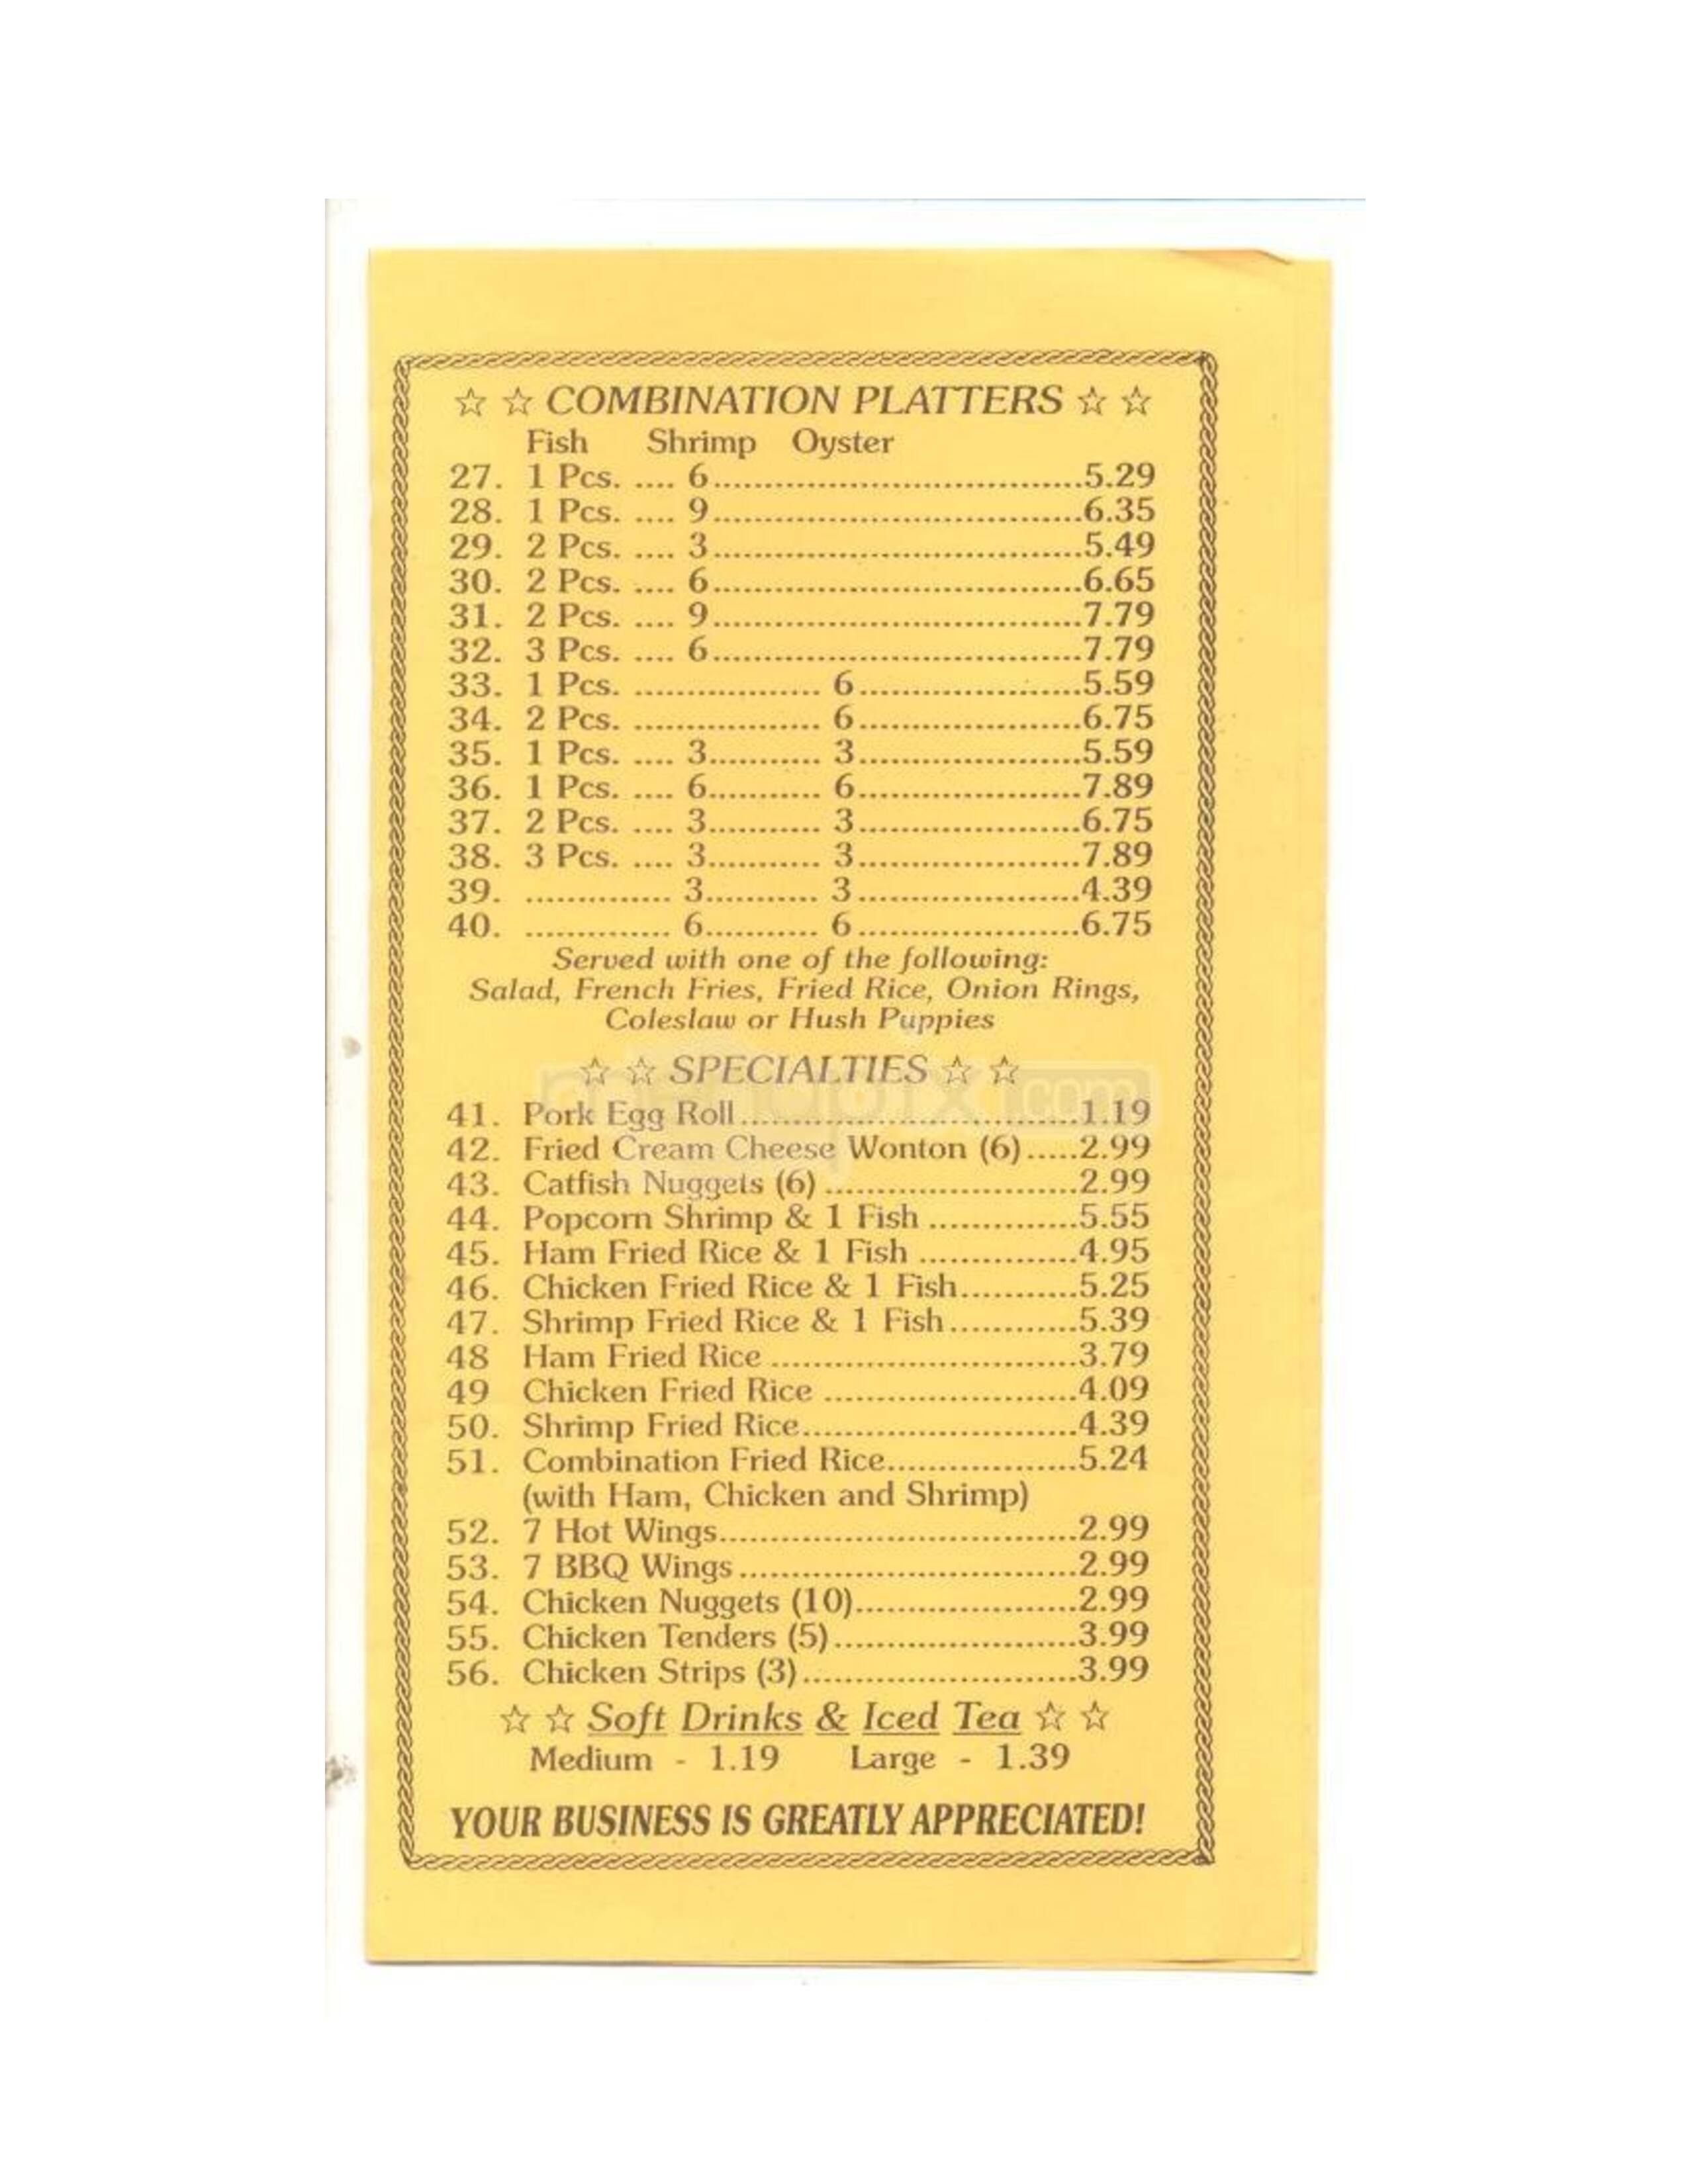 ☆ ☆ COMBINATION PLATTERS ☆ ☆
Fish Shrimp Oyster
27. 1 Pcs. .... 6.....................................5.29
28. 1 Pcs. .... 9.....................................6.35
29. 2 Pcs. .... 3.....................................5.49
30. 2 Pcs. .... 6.....................................6.65
31. 2 Pcs. .... 9.....................................7.79
32. 3 Pcs. .... 6.....................................7.79
33. 1 Pcs. ................... 6......................5.59
34. 2 Pcs. ................... 6......................6.75
35. 1 Pcs. .... 3........... 3......................5.59
36. 1 Pcs. .... 6........... 6......................7.89
37. 2 Pcs. .... 3........... 3......................6.75
38. 3 Pcs. .... 3........... 3......................7.89
39. .............. 3........... 3......................4.39
40. .............. 6........... 6......................6.75
Served with one of the following:
Salad, French Fries, Fried Rice, Onion Rings,
Coleslaw or Hush Puppies
☆ ☆ SPECIALTIES ☆ ☆
41. Pork Egg Roll..................................1.19
42. Fried Cream Cheese Wonton (6).....2.99
43. Catfish Nuggets (6) .........................2.99
44. Popcorn Shrimp & 1 Fish ...............5.55
45. Ham Fried Rice & 1 Fish ................4.95
46. Chicken Fried Rice & 1 Fish............5.25
47. Shrimp Fried Rice & 1 Fish.............5.39
48 Ham Fried Rice ...............................3.79
49 Chicken Fried Rice .........................4.09
50. Shrimp Fried Rice...........................4.39
51. Combination Fried Rice...................5.24
(with Ham, Chicken and Shrimp)
52. 7 Hot Wings....................................2.99
53. 7 BBQ Wings..................................2.99
54. Chicken Nuggets (10)......................2.99
55. Chicken Tenders (5)........................3.99
56. Chicken Strips (3)...........................3.99
☆ ☆ Soft Drinks & Iced Tea ☆ ☆
Medium - 1.19 Large - 1.39
YOUR BUSINESS IS GREATLY APPRECIATED!